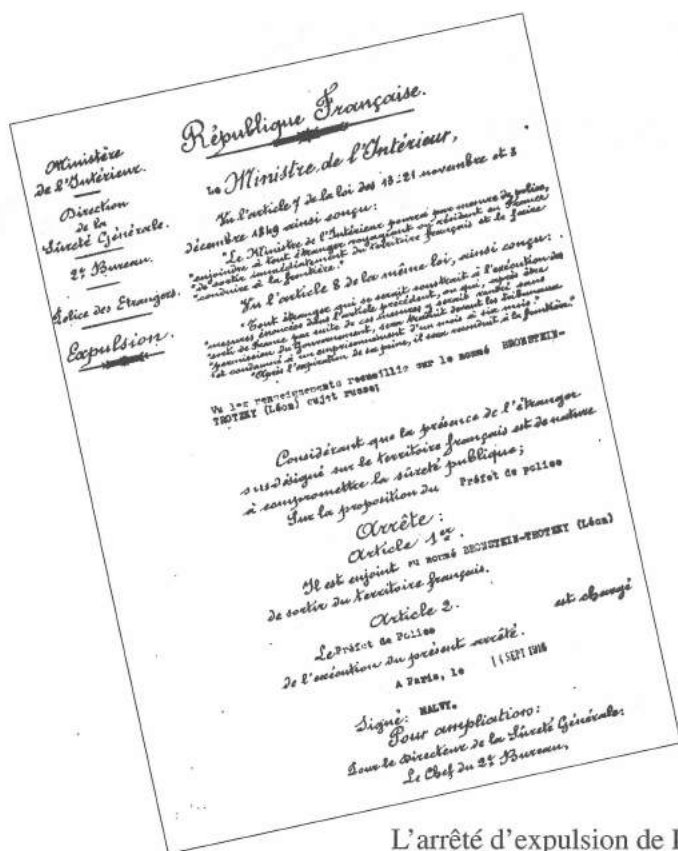 République Française.
Ministère
de l'Intérieur.
Direction
de la
Sûreté Générale.
2e Bureau.
Police des Etrangers.
Expulsion.
Le Ministre de l'Intérieur,
Vu l'article 7 de la loi des 13-21 novembre et 3
décembre 1849 ainsi conçu:
"Le Ministre de l'Intérieur pourra par mesure de police,
"enjoindre à tout étranger voyageant ou résidant en France
"de sortir immédiatement du territoire français et le faire
"conduire à la frontière."
Vu l'article 8 de la même loi, ainsi conçu:
"Tout étranger qui se serait soustrait à l'exécution des
"mesures énoncées dans l'article précédent, ou qui, après être
"sorti de France par suite de ces mesures y serait rentré sans
"permission du Gouvernement, sera traduit devant les tribunaux
"et condamné à un emprisonnement d'un mois à six mois."
"Après l'expiration de sa peine, il sera reconduit à la frontière."
Vu les renseignements recueillis sur le nommé BRONSTEIN-
TROTSKY (Léon) sujet russe;
Considérant que la présence de l'étranger
susdésigné sur le territoire français est de nature
à compromettre la sûreté publique;
Sur la proposition du Préfet de police
Arrête:
Article 1er.
Il est enjoint au nommé BRONSTEIN-TROTSKY (Léon)
de sortir du territoire français.
Article 2.
Le Préfet de Police est chargé
de l'exécution du présent arrêté.
A Paris, le 14 SEPT 1916
Signé: MALVY.
Pour ampliation:
Pour le Directeur de la Sûreté Générale:
Le Chef du 2e Bureau,
L'arrêté d'expulsion de